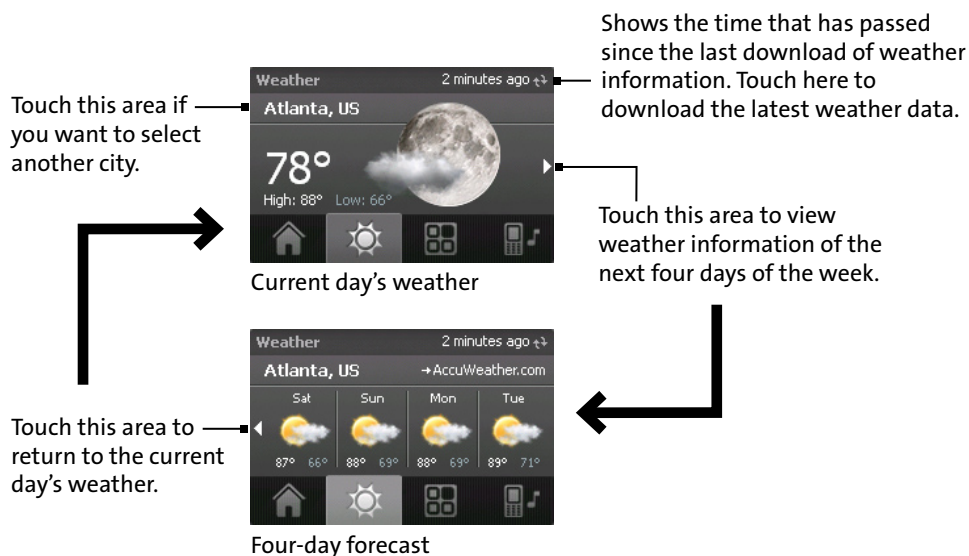 Shows the time that has passed
since the last download of weather
information. Touch here to
download the latest weather data.
Touch this area if
you want to select
another city.
Weather 2 minutes ago
Atlanta, US
78°
High: 88° Low: 66°
Current day's weather
Touch this area to view
weather information of the
next four days of the week.
Weather 2 minutes ago
Atlanta, US AccuWeather.com
Sat Sun Mon Tue
87° 66° 88° 69° 88° 69° 89° 71°
Touch this area to
return to the current
day's weather.
Four-day forecast